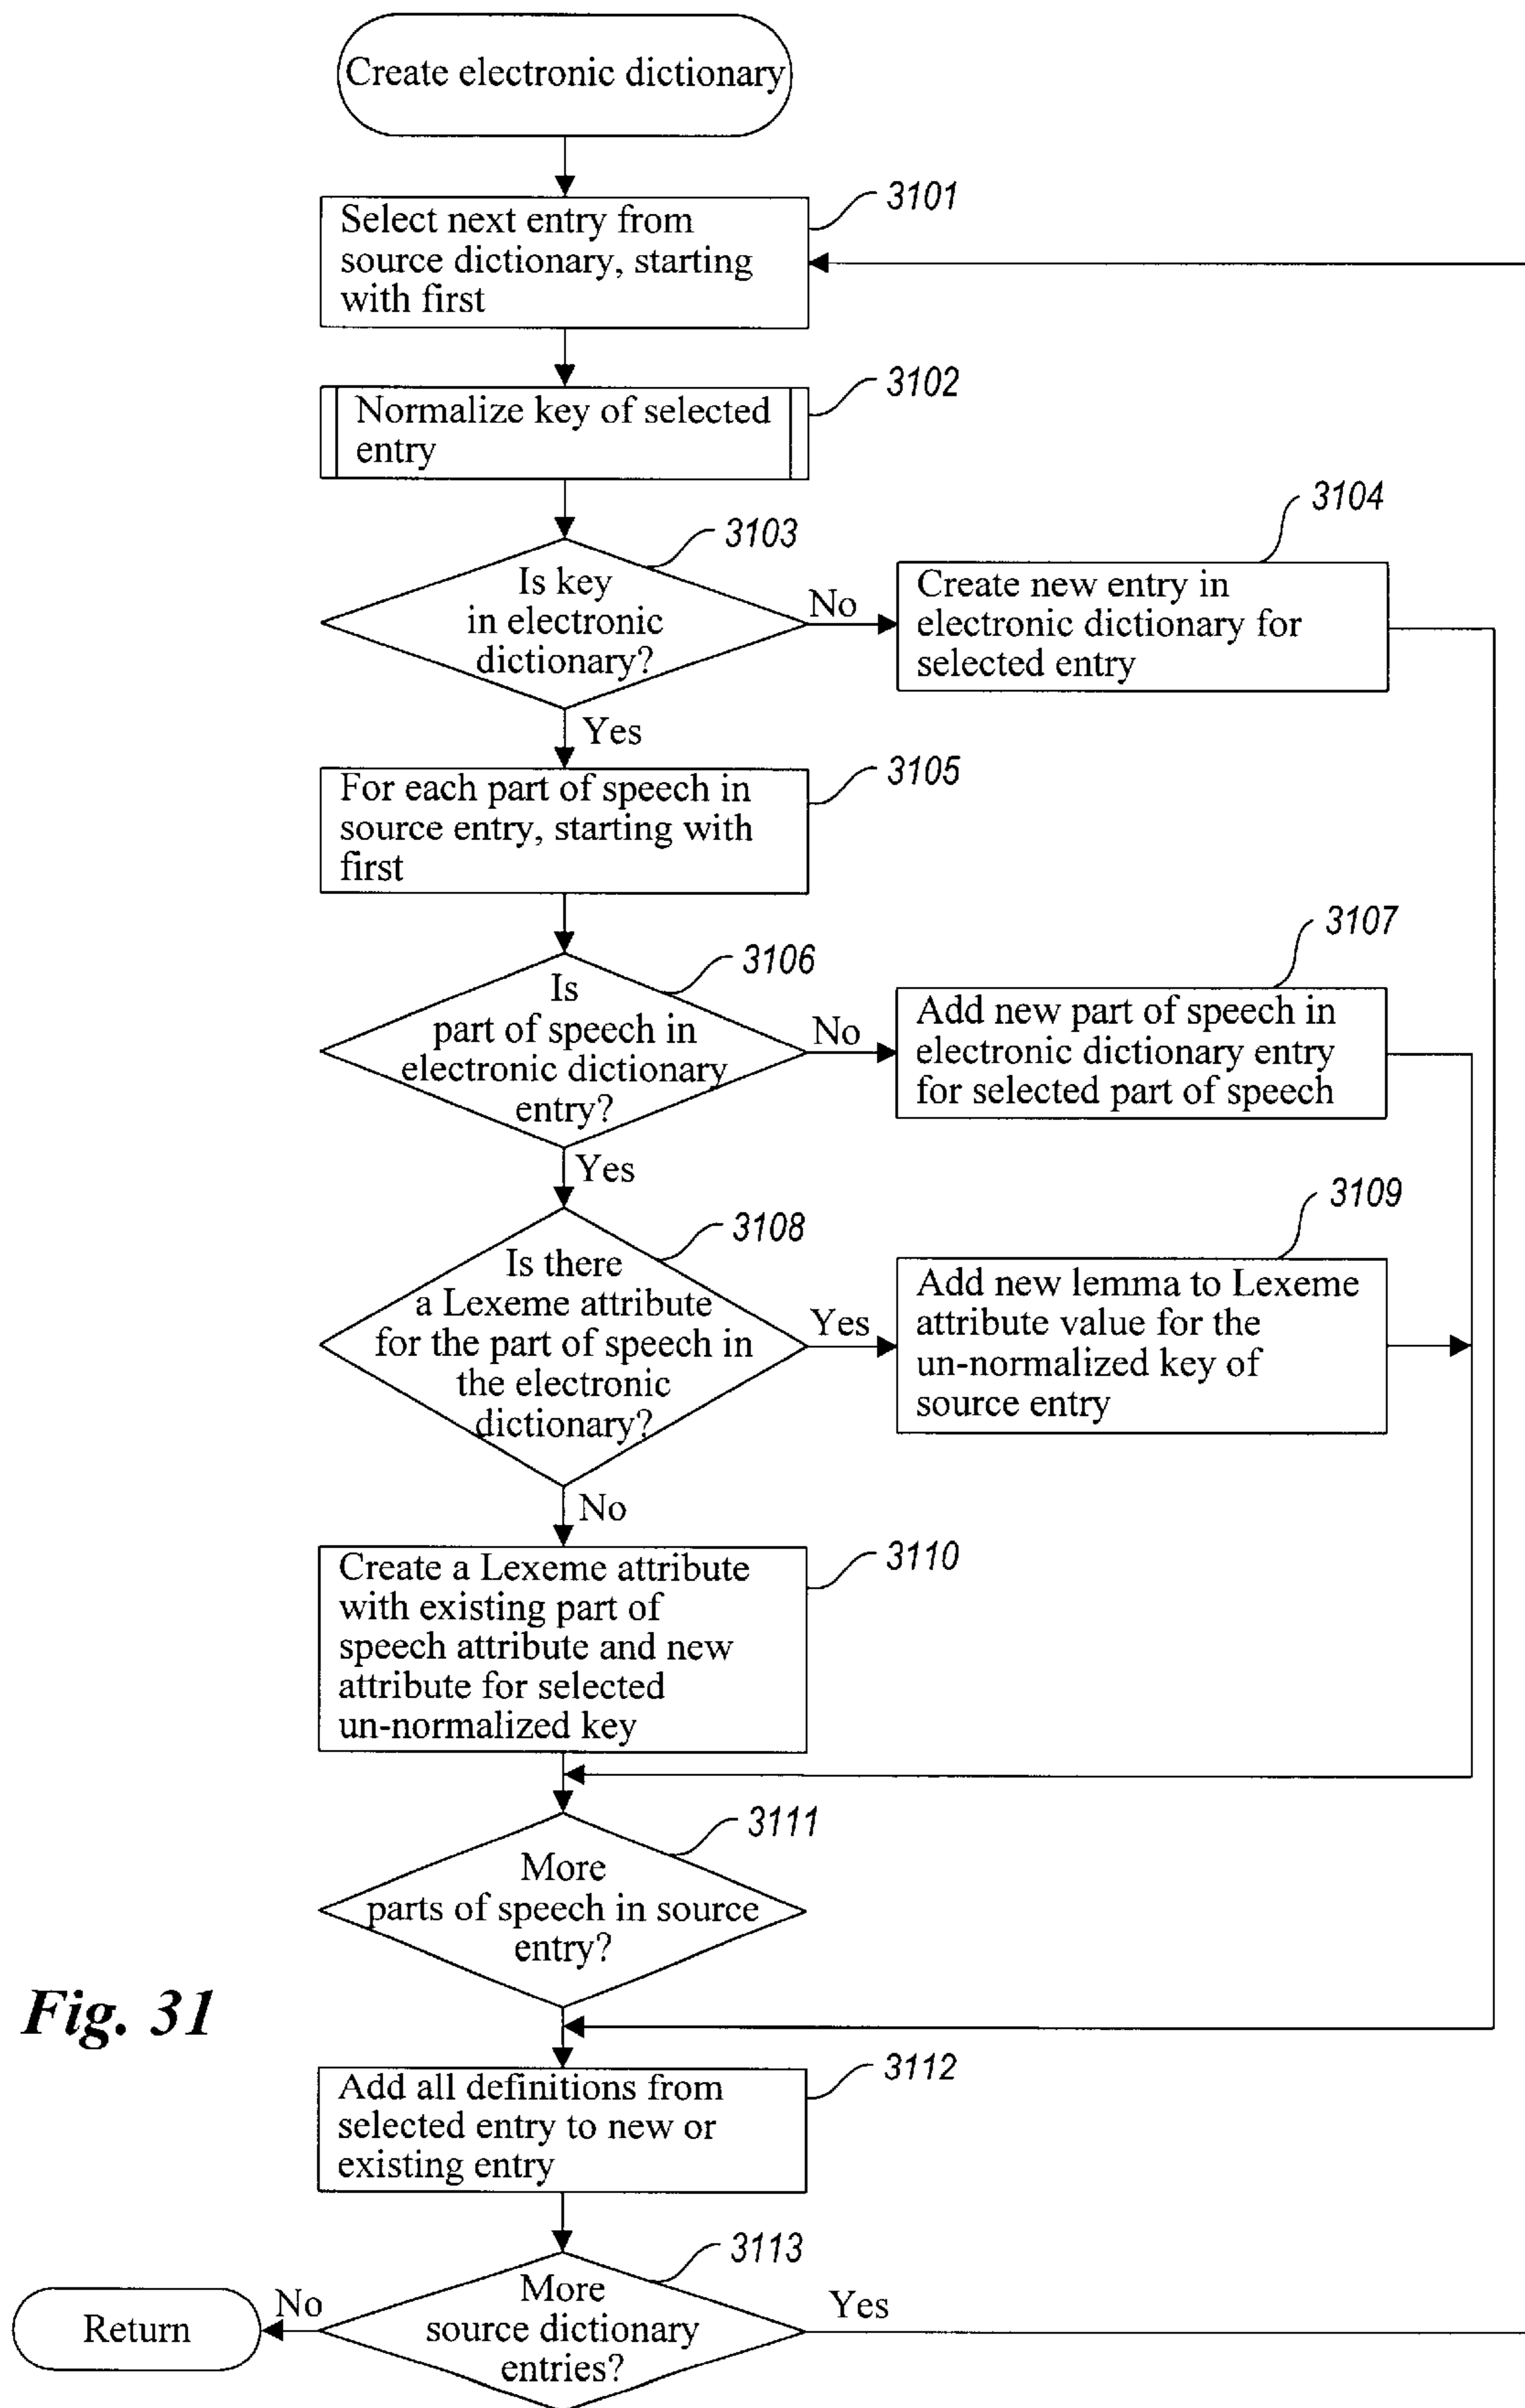 Create electronic dictionary
3101
Select next entry from
source dictionary, starting
with first
3102
Normalize key of selected
entry
3103
Is key
in electronic
dictionary?
No
3104
Create new entry in
electronic dictionary for
selected entry
Yes
3105
For each part of speech in
source entry, starting with
first
3106
Is
part of speech in
electronic dictionary
entry?
No
3107
Add new part of speech in
electronic dictionary entry
for selected part of speech
Yes
3108
Is there
a Lexeme attribute
for the part of speech in
the electronic
dictionary?
Yes
3109
Add new lemma to Lexeme
attribute value for the
un-normalized key of
source entry
No
3110
Create a Lexeme attribute
with existing part of
speech attribute and new
attribute for selected
un-normalized key
3111
More
parts of speech in source
entry?
Fig. 31
3112
Add all definitions from
selected entry to new or
existing entry
3113
More
source dictionary
entries?
No
Return
Yes